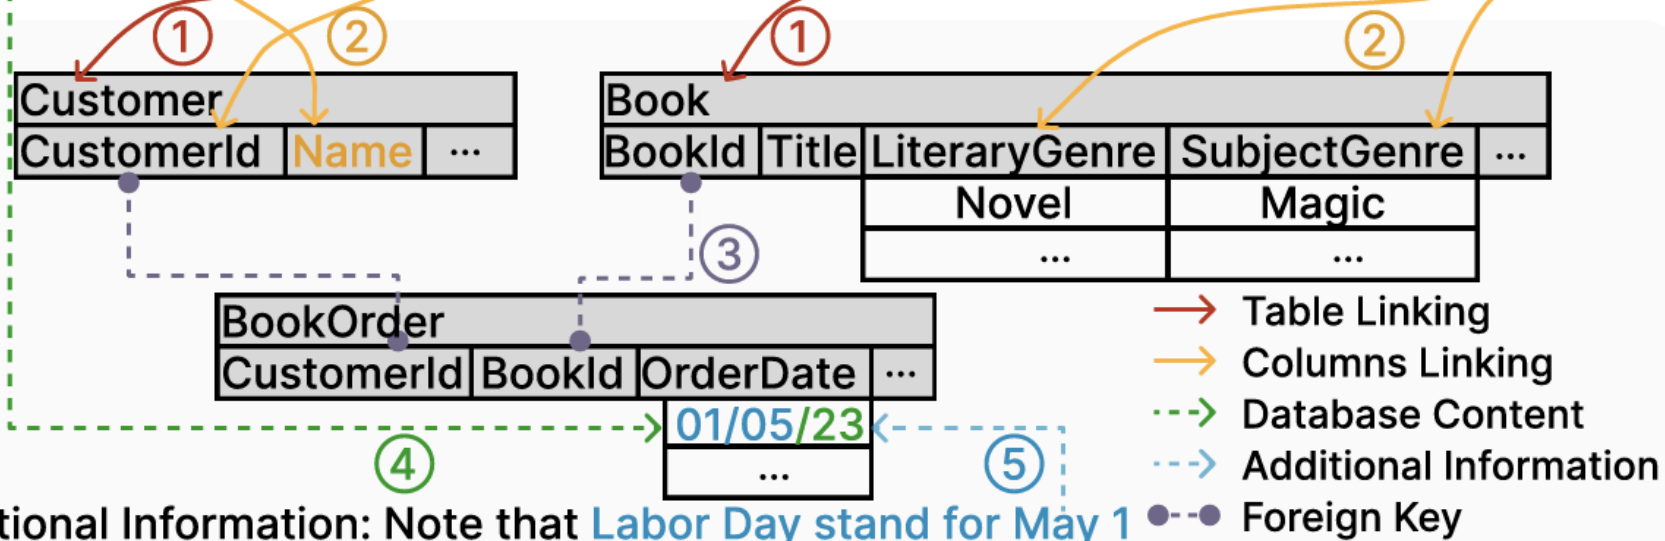 1 2 1 2
Customer
CustomerId Name ...
Book
BookId Title LiteraryGenre SubjectGenre ...
Novel Magic
... ...
3
BookOrder
CustomerId BookId OrderDate ...
01/05/23
...
4 5
Table Linking
Columns Linking
Database Content
Additional Information
Foreign Key
tional Information: Note that Labor Day stand for May 1